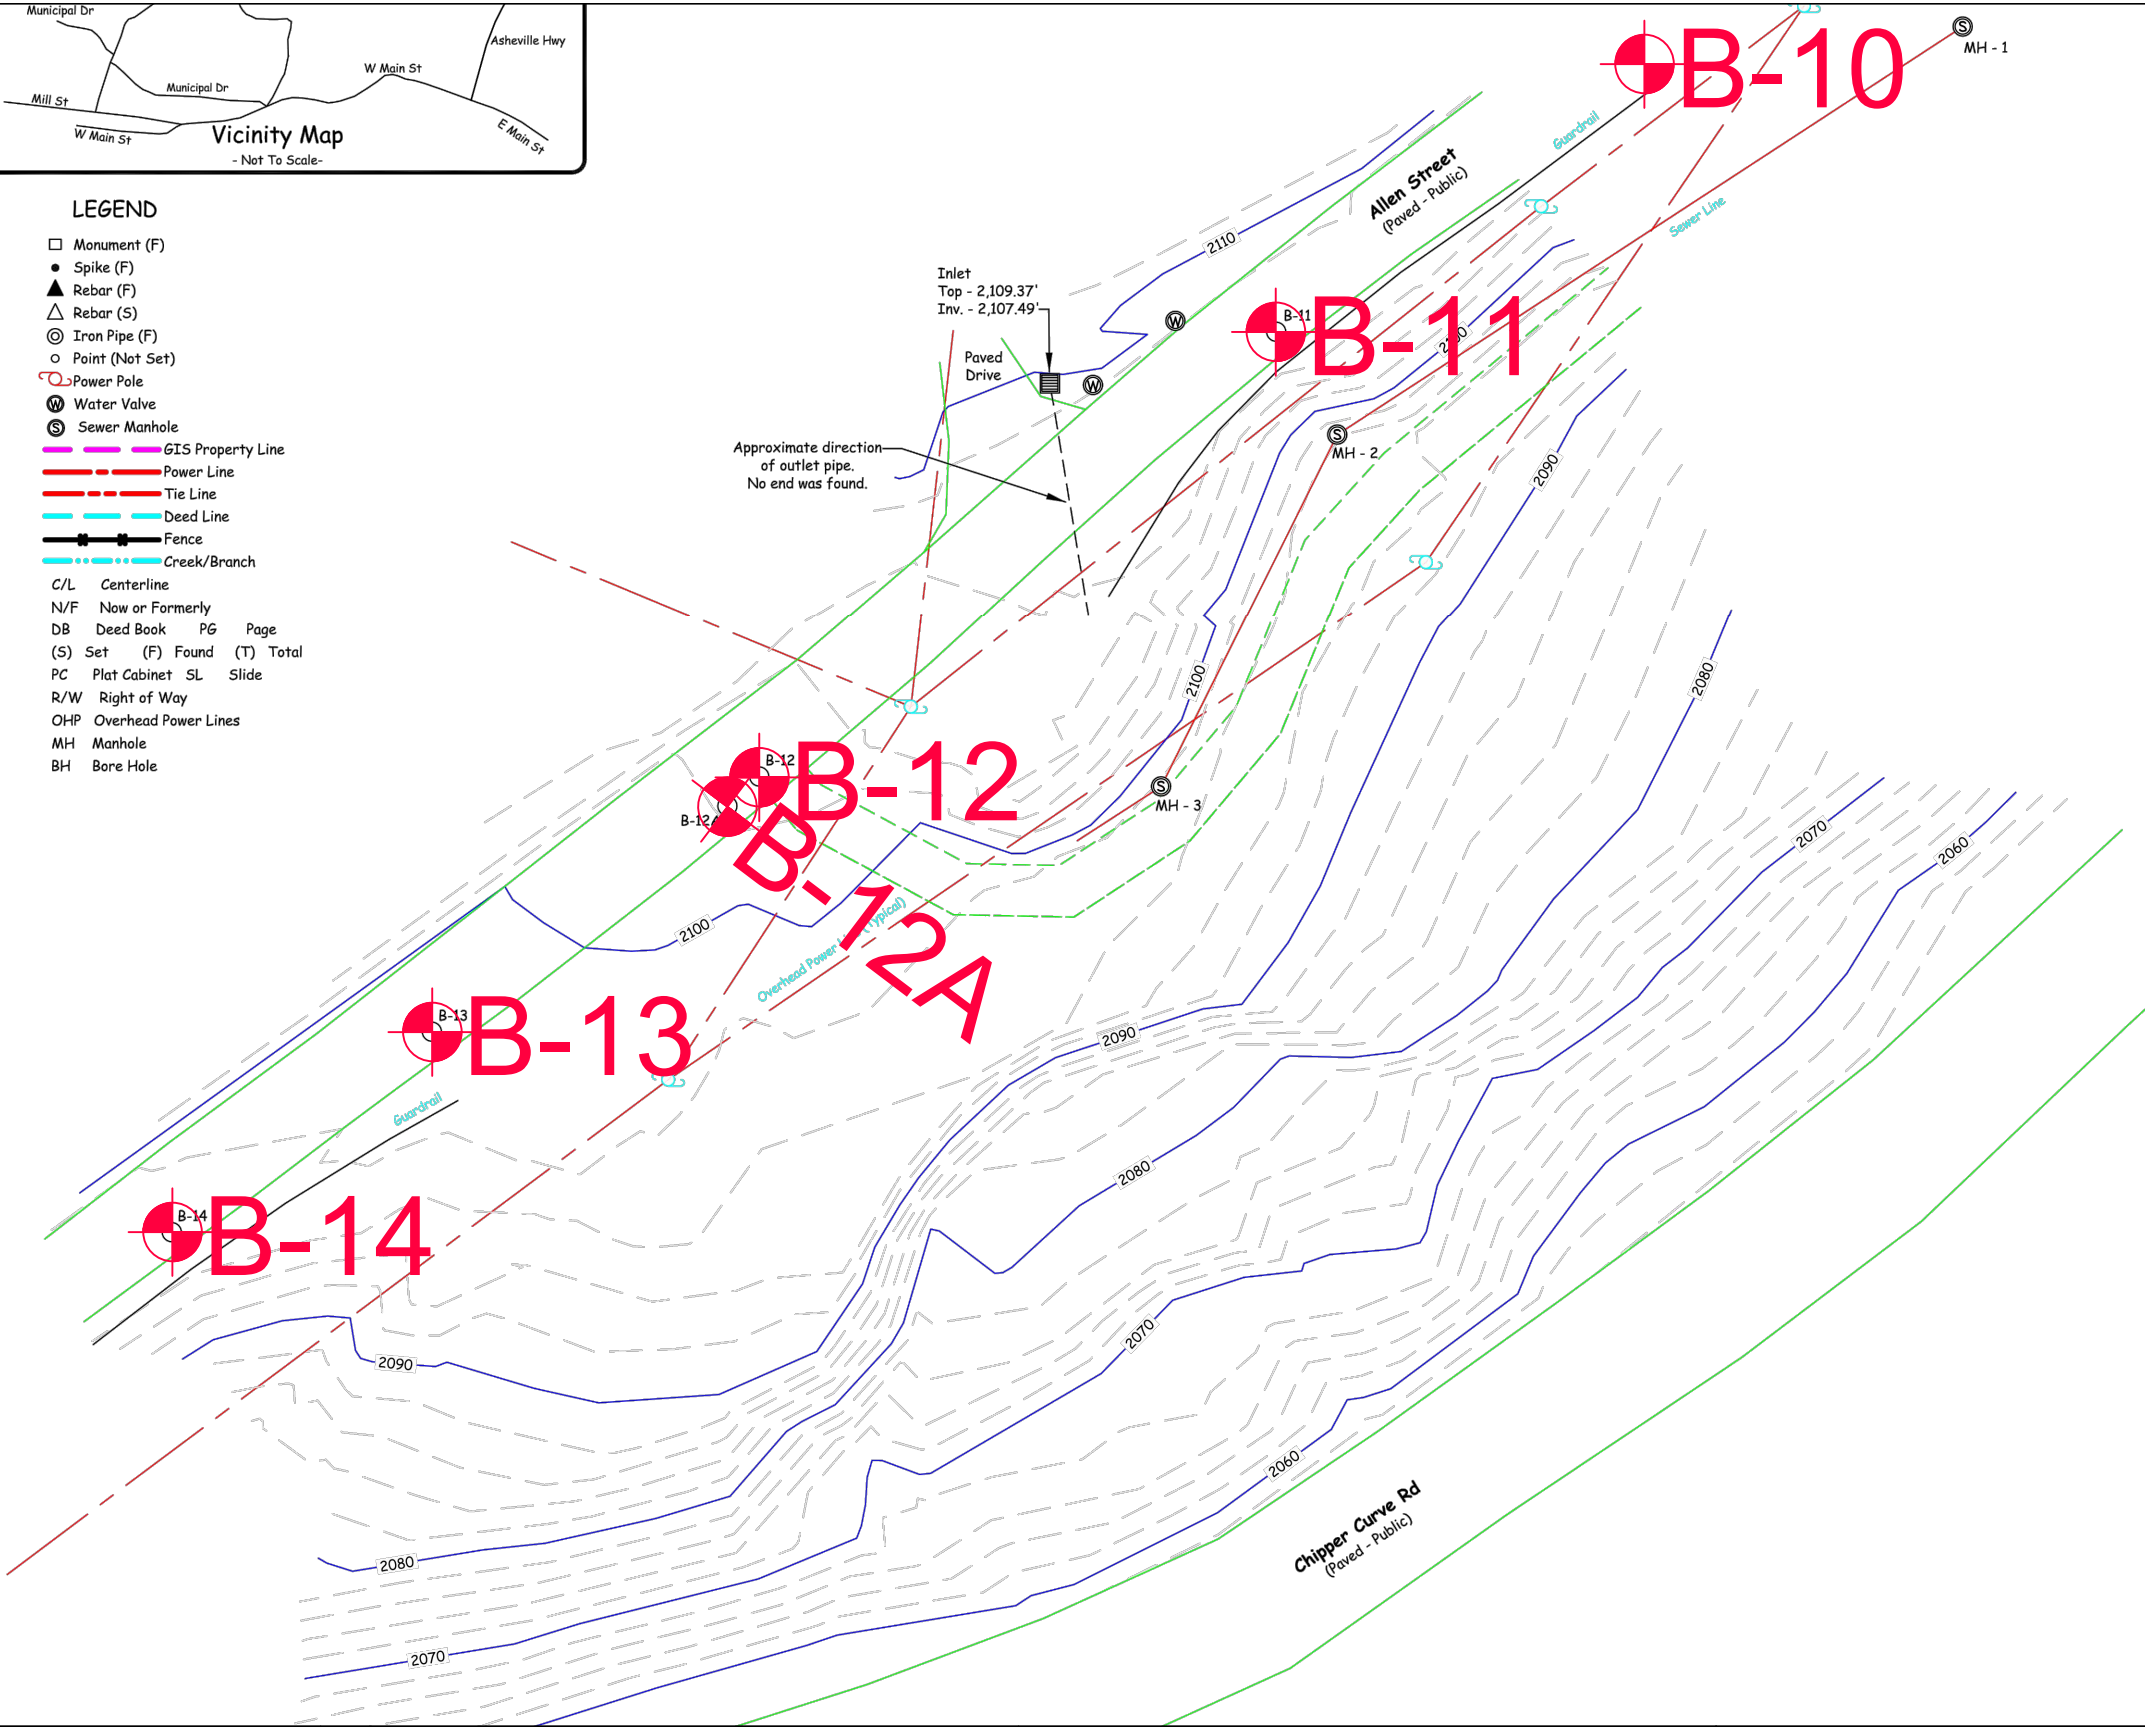 Municipal Dr
Asheville Hwy
W Main St
Municipal Dr
Mill St
W Main St
E Main St
Vicinity Map
- Not To Scale-
LEGEND
Monument (F)
Spike (F)
Rebar (F)
Rebar (S)
Iron Pipe (F)
Point (Not Set)
Power Pole
W Water Valve
S Sewer Manhole
GIS Property Line
Power Line
Tie Line
Deed Line
Fence
Creek/Branch
C/L Centerline
N/F Now or Formerly
DB Deed Book PG Page
(S) Set (F) Found (T) Total
PC Plat Cabinet SL Slide
R/W Right of Way
OHP Overhead Power Lines
MH Manhole
BH Bore Hole
B-10
S
MH - 1
Guardrail
Allen Street
(Paved - Public)
Sewer Line
2110
Inlet
Top - 2,109.37'
Inv. - 2,107.49'
W
B-11
B-11
2100
Paved
Drive
W
S
MH - 2
Approximate direction
of outlet pipe.
No end was found.
2090
2100
2080
B-12
B-12
B-12A
B-12A
S
MH - 3
2070
2060
2100
Overhead Power (Typical)
B-13
B-13
2090
Guardrail
2080
B-14
B-14
2070
2090
2060
Chipper Curve Rd
(Paved - Public)
2080
2070